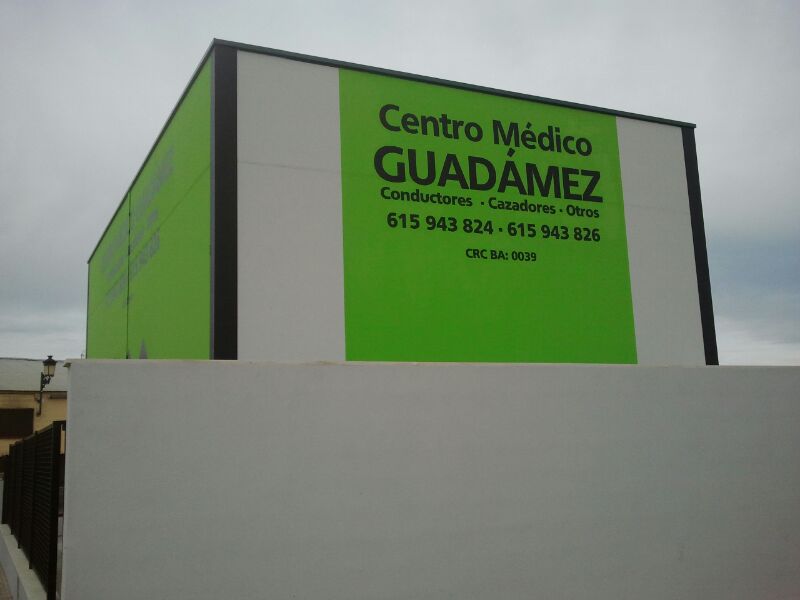 Centro Médico
GUADÁMEZ
Conductores · Cazadores · Otros
615 943 824 · 615 943 826
CRC BA: 0039